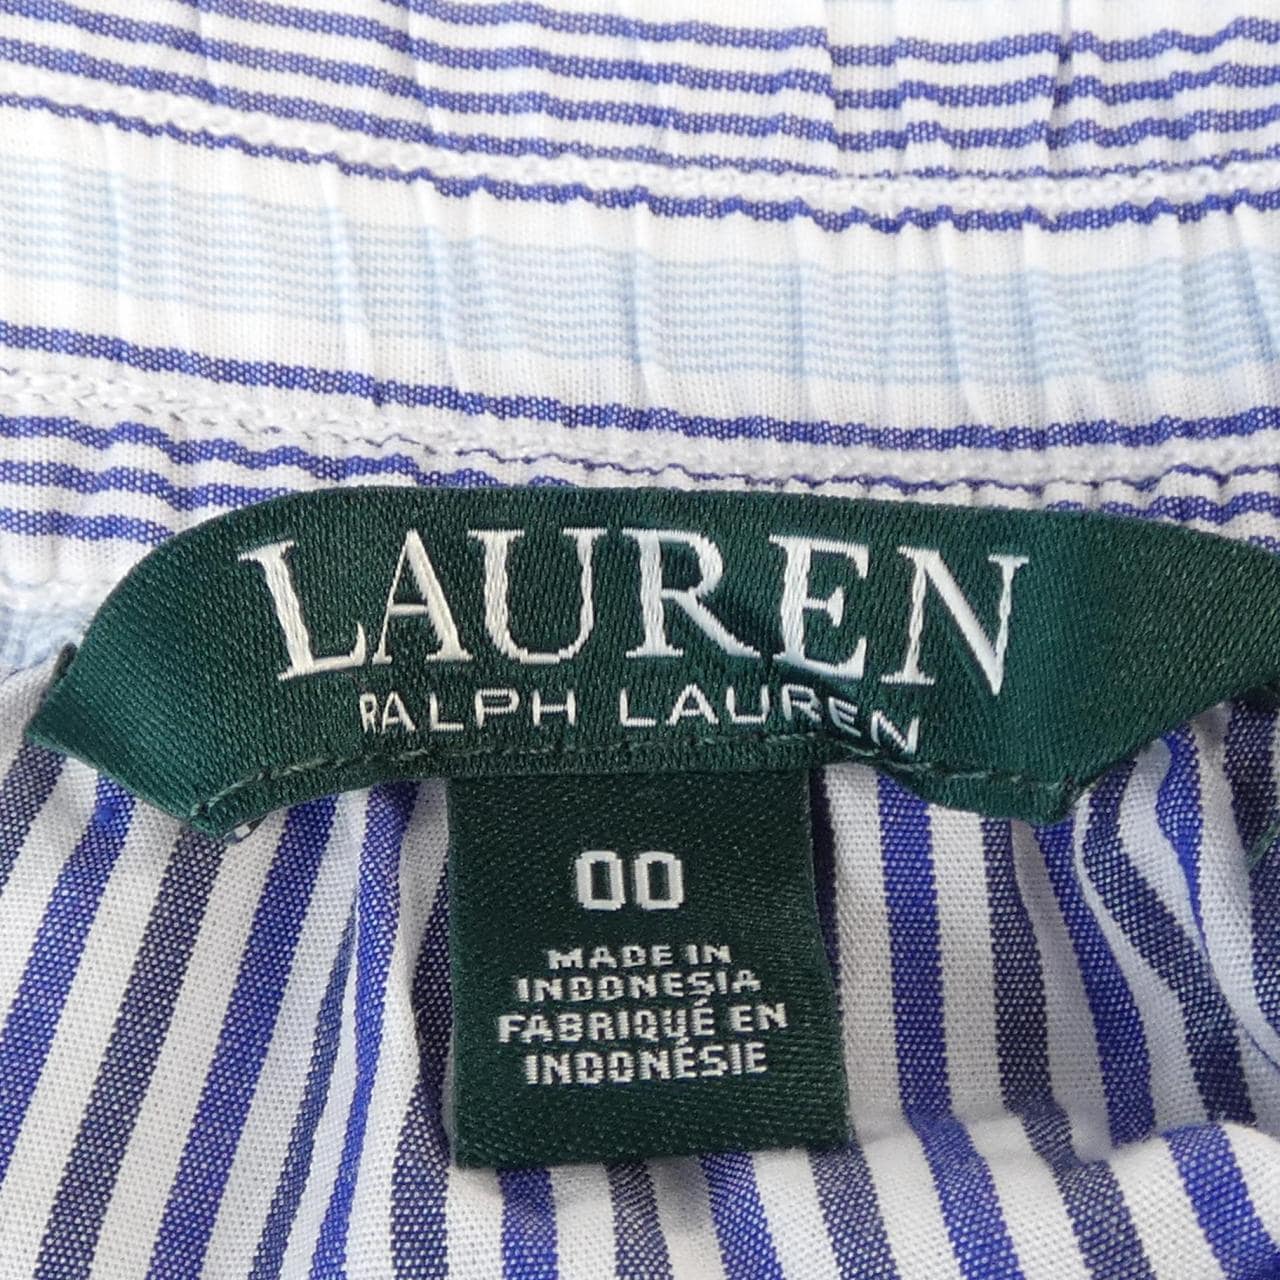 LAUREN
RALPH LAUREN
00
MADE IN
INDONESIA
FABRIQUÉ EN
INDONÉSIE